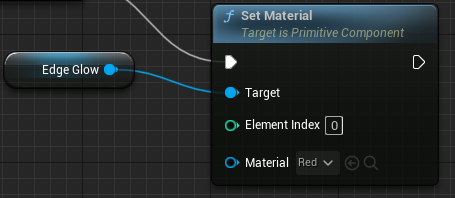 Set Material
Target is Primitive Component
Edge Glow
Target
Element Index 0
Material Red